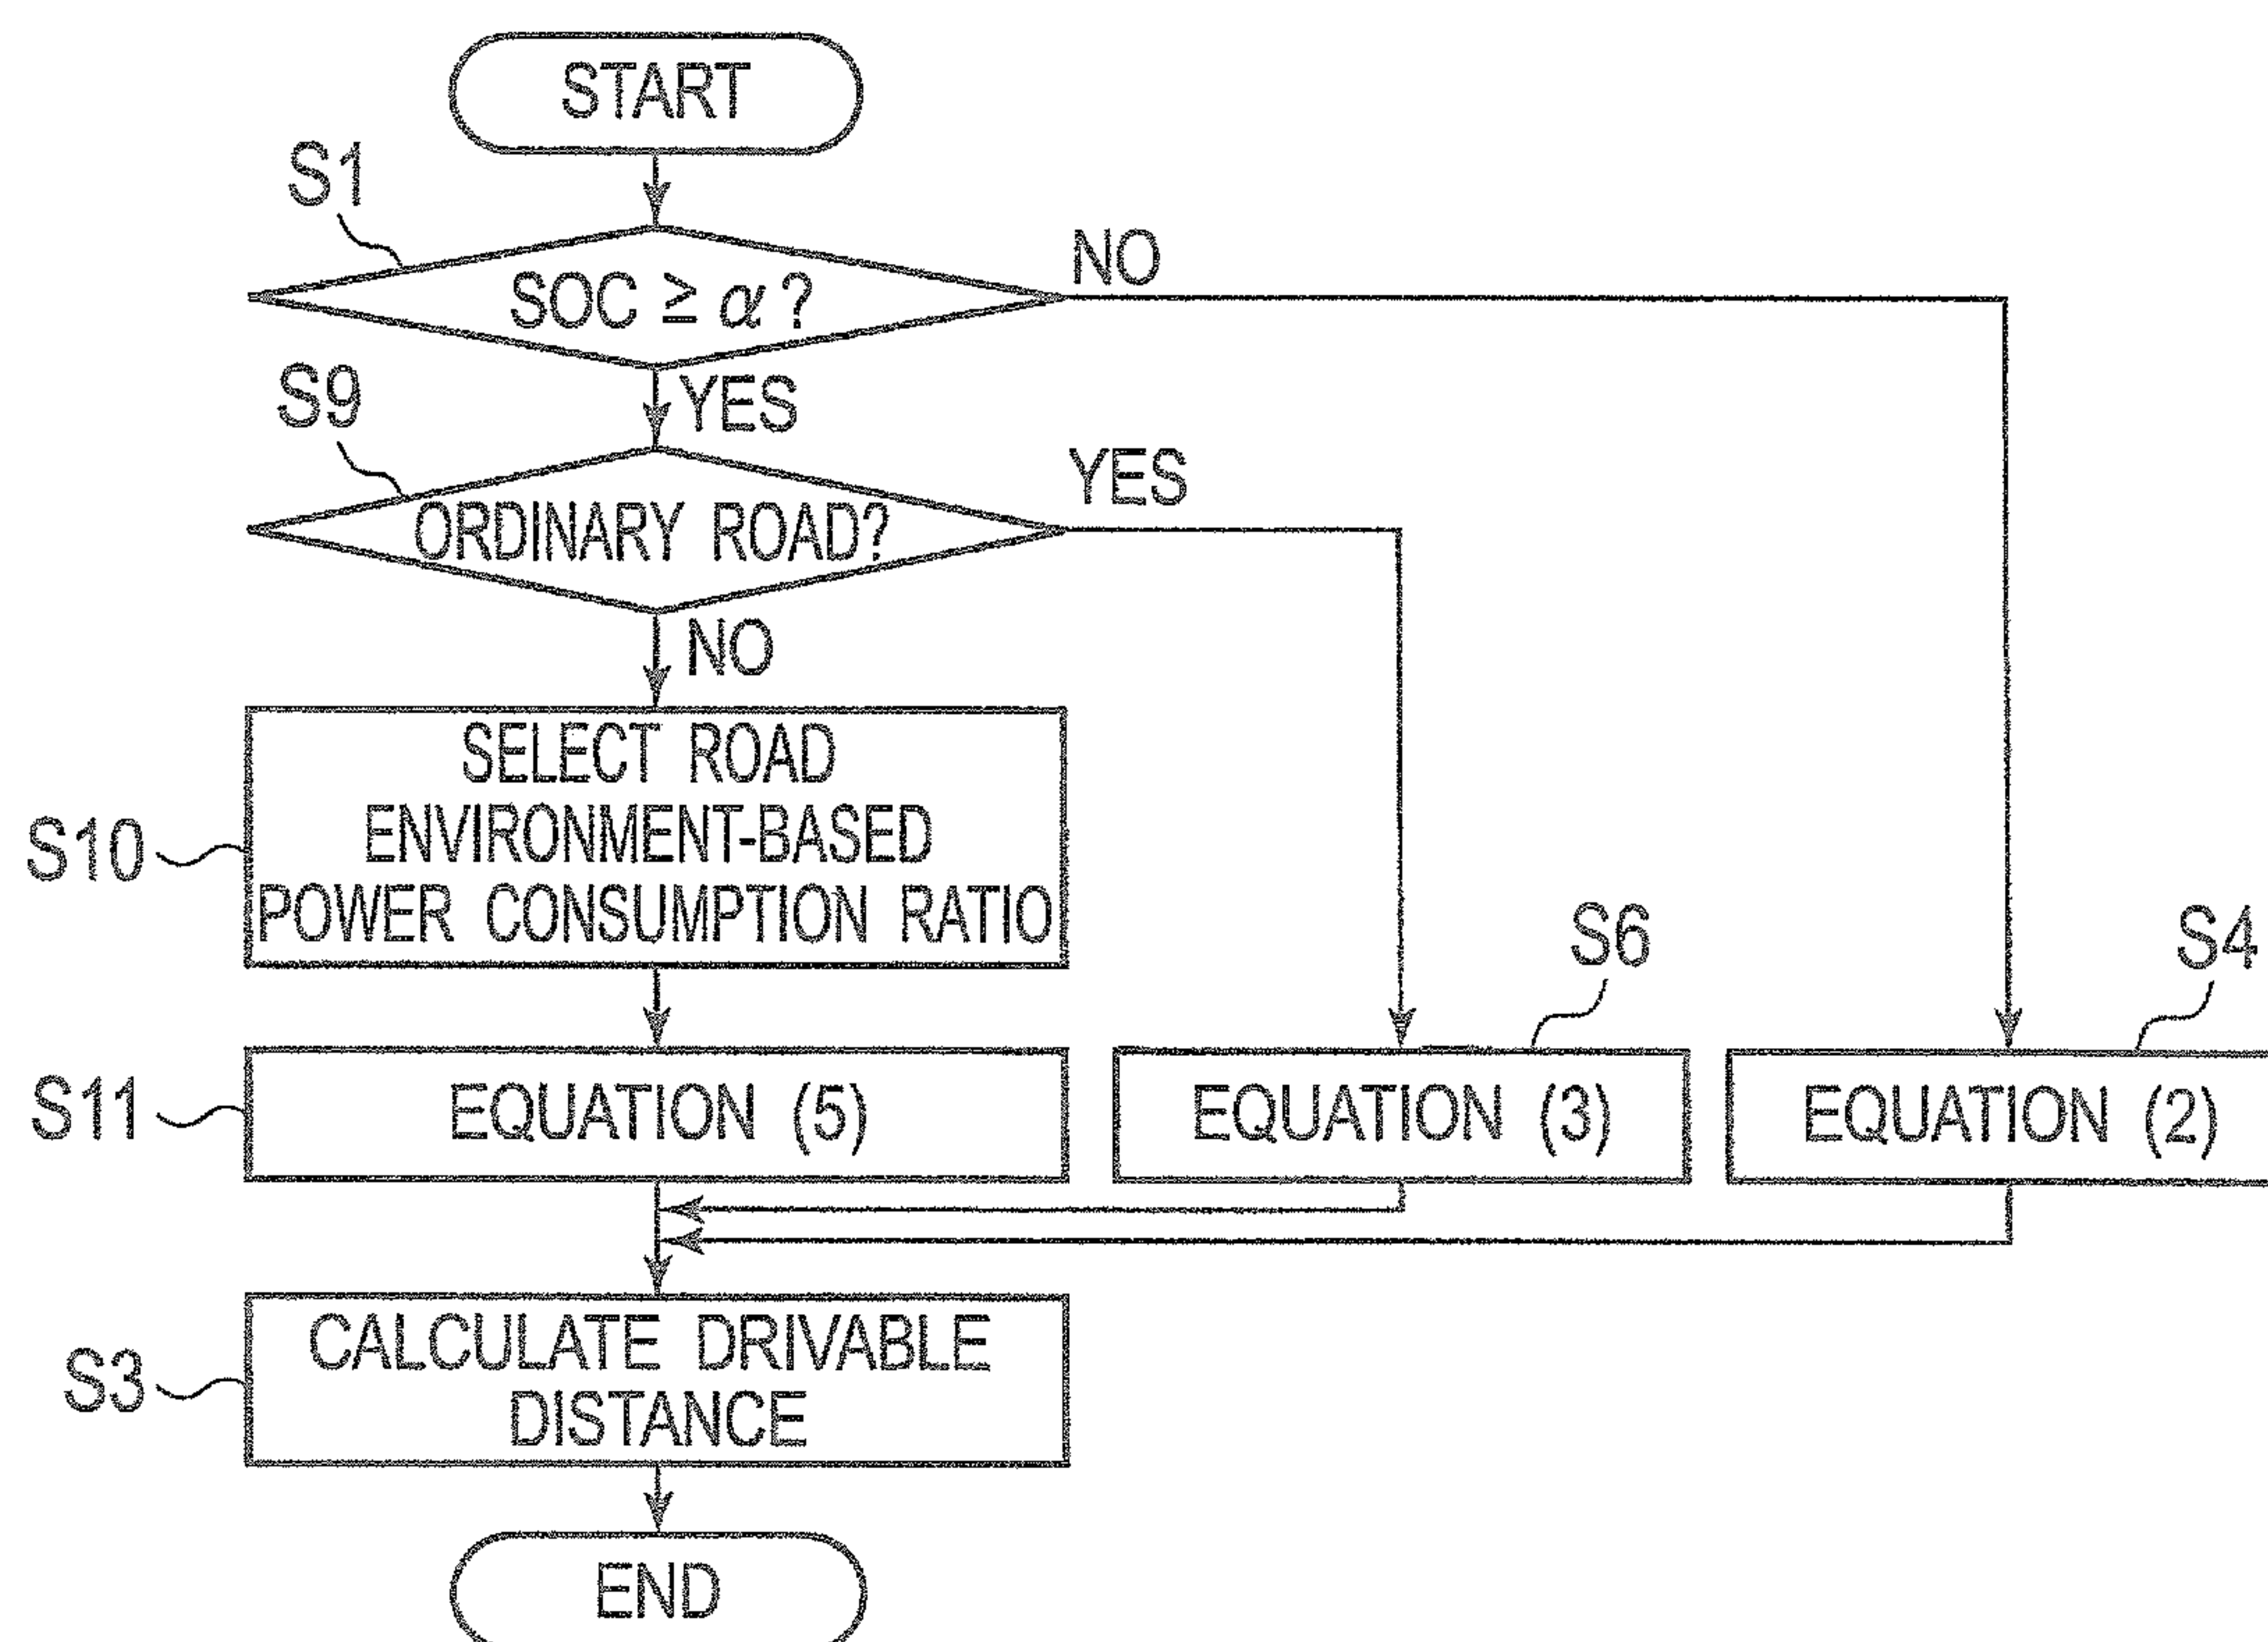 START
S1
SOC ≥ α ?
NO
YES
S9
ORDINARY ROAD?
YES
NO
S10
SELECT ROAD
ENVIRONMENT-BASED
POWER CONSUMPTION RATIO
S6
S4
S11
EQUATION (5)
EQUATION (3)
EQUATION (2)
S3
CALCULATE DRIVABLE
DISTANCE
END